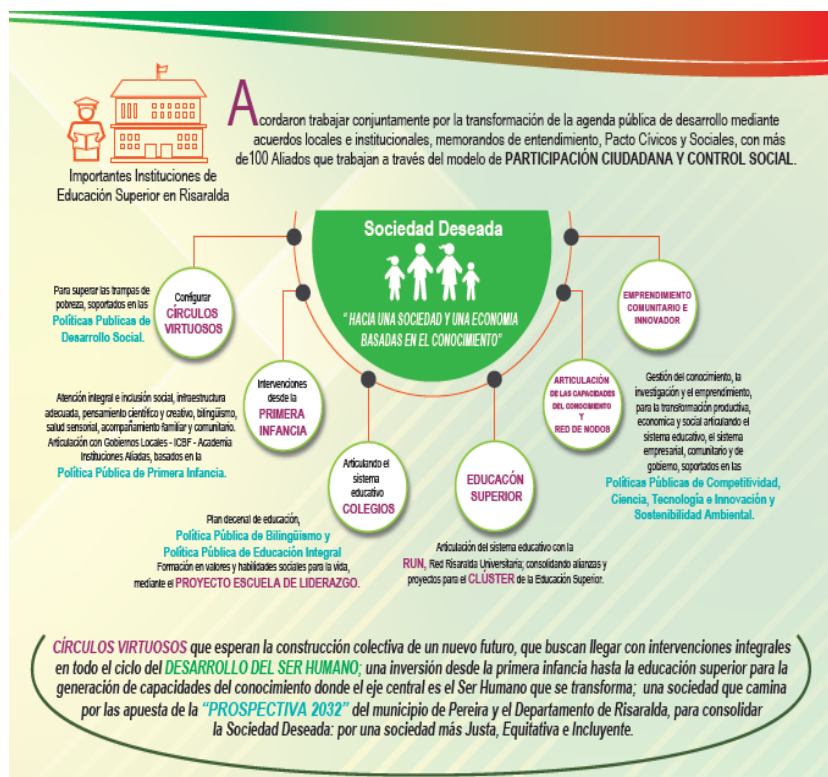 Acordaron trabajar conjuntamente por la transformación de la agenda pública de desarrollo mediante
acuerdos locales e institucionales, memorandos de entendimiento, Pacto Cívicos y Sociales, con más
de100 Aliados que trabajan a través del modelo de PARTICIPACIÓN CIUDADANA Y CONTROL SOCIAL.
Importantes Instituciones de
Educación Superior en Risaralda
Sociedad Deseada
" HACIA UNA SOCIEDAD Y UNA ECONOMIA
BASADAS EN EL CONOCIMIENTO"
Para superar las trampas de
pobreza, soportados en las
Políticas Publicas de
Desarrollo Social.
Configurar
CÍRCULOS
VIRTUOSOS
Atención integral e inclusión social, infraestructura
adecuada, pensamiento científico y creativo, bilingüismo,
salud sensorial, acompañamiento familiar y comunitario.
Articulación con Gobiernos Locales - ICBF - Academia
Instituciones Aliadas, basados en la
Política Pública de Primera Infancia.
Intervenciones
desde la
PRIMERA
INFANCIA
Articulando el
sistema
educativo
COLEGIOS
Plan decenal de educación,
Política Pública de Bilingüismo y
Política Pública de Educación Integral
Formación en valores y habilidades sociales para la vida,
mediante el PROYECTO ESCUELA DE LIDERAZGO.
EDUCACÓN
SUPERIOR
Articulación del sistema educativo con la
RUN, Red Risaralda Universitaria; consolidando alianzas y
proyectos para el CLÚSTER de la Educación Superior.
ARTICULACIÓN
DE LAS CAPACIDADES
DEL CONOCIMIENTO
Y
RED DE NODOS
EMPRENDIMIENTO
COMUNITARIO E
INNOVADOR
Gestión del conocimiento, la
investigación y el emprendimiento,
para la transformación productiva,
economica y social articulando el
sistema educativo, el sistema
empresarial, comunitario y de
gobierno, soportados en las
Políticas Públicas de Competitividad,
Ciencia, Tecnología e Innovación y
Sostenibilidad Ambiental.
CÍRCULOS VIRTUOSOS que esperan la construcción colectiva de un nuevo futuro, que buscan llegar con intervenciones integrales
en todo el ciclo del DESARROLLO DEL SER HUMANO; una inversión desde la primera infancia hasta la educación superior para la
generación de capacidades del conocimiento donde el eje central es el Ser Humano que se transforma; una sociedad que camina
por las apuesta de la "PROSPECTIVA 2032" del municipio de Pereira y el Departamento de Risaralda, para consolidar
la Sociedad Deseada: por una sociedad más Justa, Equitativa e Incluyente.